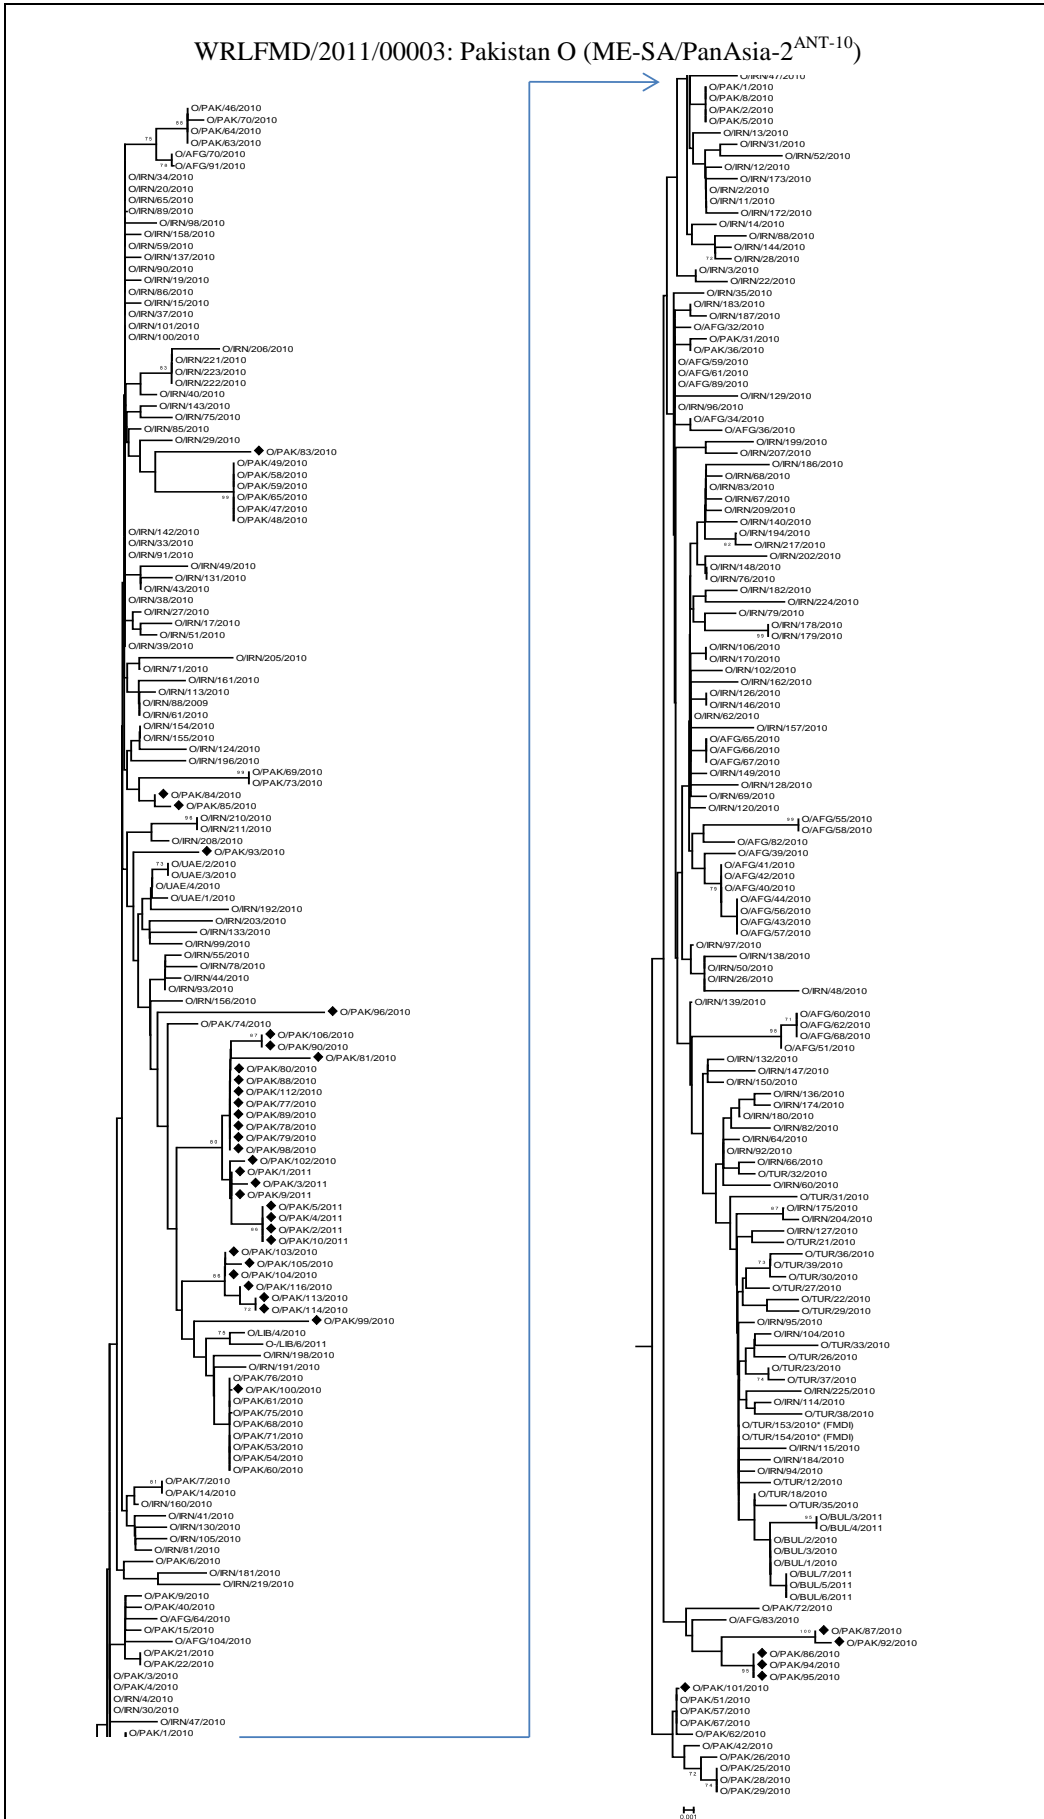 WRLFMD/2011/00003: Pakistan O (ME-SA/PanAsia-2ANT-10)
O/PAK/46/2010
88
O/PAK/70/2010
O/PAK/64/2010
75
O/PAK/63/2010
O/AFG/70/2010
79
O/AFG/91/2010
O/IRN/34/2010
O/IRN/20/2010
O/IRN/65/2010
O/IRN/89/2010
O/IRN/98/2010
O/IRN/158/2010
O/IRN/59/2010
O/IRN/137/2010
O/IRN/90/2010
O/IRN/19/2010
O/IRN/86/2010
O/IRN/15/2010
O/IRN/37/2010
O/IRN/101/2010
O/IRN/100/2010
O/IRN/206/2010
O/IRN/221/2010
83
O/IRN/223/2010
O/IRN/222/2010
O/IRN/40/2010
O/IRN/143/2010
O/IRN/75/2010
O/IRN/85/2010
O/IRN/29/2010
O/PAK/83/2010
O/PAK/49/2010
O/PAK/58/2010
O/PAK/59/2010
99
O/PAK/65/2010
O/PAK/47/2010
O/PAK/48/2010
O/IRN/142/2010
O/IRN/33/2010
O/IRN/91/2010
O/IRN/49/2010
O/IRN/131/2010
O/IRN/43/2010
O/IRN/38/2010
O/IRN/27/2010
O/IRN/17/2010
O/IRN/51/2010
O/IRN/39/2010
O/IRN/205/2010
O/IRN/71/2010
O/IRN/161/2010
O/IRN/113/2010
O/IRN/88/2009
O/IRN/61/2010
O/IRN/154/2010
O/IRN/155/2010
O/IRN/124/2010
O/IRN/196/2010
99
O/PAK/69/2010
O/PAK/73/2010
O/PAK/84/2010
O/PAK/85/2010
96
O/IRN/210/2010
O/IRN/211/2010
O/IRN/208/2010
O/PAK/93/2010
73
O/UAE/2/2010
O/UAE/3/2010
O/UAE/4/2010
O/UAE/1/2010
O/IRN/192/2010
O/IRN/203/2010
O/IRN/133/2010
O/IRN/99/2010
O/IRN/55/2010
O/IRN/78/2010
O/IRN/44/2010
O/IRN/93/2010
O/IRN/156/2010
O/PAK/96/2010
O/PAK/74/2010
87
O/PAK/106/2010
O/PAK/90/2010
O/PAK/81/2010
O/PAK/80/2010
O/PAK/88/2010
O/PAK/112/2010
O/PAK/77/2010
O/PAK/89/2010
O/PAK/78/2010
O/PAK/79/2010
80
O/PAK/98/2010
O/PAK/102/2010
O/PAK/1/2011
O/PAK/3/2011
O/PAK/9/2011
O/PAK/5/2011
O/PAK/4/2011
O/PAK/2/2011
O/PAK/10/2011
O/PAK/103/2010
O/PAK/105/2010
86
O/PAK/104/2010
O/PAK/116/2010
O/PAK/113/2010
72
O/PAK/114/2010
O/PAK/99/2010
O/LIB/4/2010
O-/LIB/6/2011
O/IRN/198/2010
O/IRN/191/2010
O/PAK/76/2010
O/PAK/100/2010
O/PAK/61/2010
O/PAK/75/2010
O/PAK/68/2010
O/PAK/71/2010
O/PAK/53/2010
O/PAK/54/2010
O/PAK/60/2010
81
O/PAK/7/2010
O/PAK/14/2010
O/IRN/160/2010
O/IRN/41/2010
O/IRN/130/2010
O/IRN/105/2010
O/IRN/81/2010
O/PAK/6/2010
O/IRN/181/2010
O/IRN/219/2010
O/PAK/9/2010
O/PAK/40/2010
O/AFG/64/2010
O/PAK/15/2010
O/AFG/104/2010
O/PAK/21/2010
O/PAK/22/2010
O/PAK/3/2010
O/PAK/4/2010
O/IRN/4/2010
O/IRN/30/2010
O/IRN/47/2010
O/PAK/1/2010
O/IRN/47/2010
O/PAK/1/2010
O/PAK/8/2010
O/PAK/2/2010
O/PAK/5/2010
O/IRN/13/2010
O/IRN/31/2010
O/IRN/52/2010
O/IRN/12/2010
O/IRN/173/2010
O/IRN/2/2010
O/IRN/11/2010
O/IRN/172/2010
O/IRN/14/2010
O/IRN/88/2010
O/IRN/144/2010
72
O/IRN/28/2010
O/IRN/3/2010
O/IRN/22/2010
O/IRN/35/2010
O/IRN/183/2010
O/IRN/187/2010
O/AFG/32/2010
O/PAK/31/2010
O/PAK/36/2010
O/AFG/59/2010
O/AFG/61/2010
O/AFG/89/2010
O/IRN/129/2010
O/IRN/96/2010
O/AFG/34/2010
O/AFG/36/2010
O/IRN/199/2010
O/IRN/207/2010
O/IRN/186/2010
O/IRN/68/2010
O/IRN/83/2010
O/IRN/67/2010
O/IRN/209/2010
O/IRN/140/2010
O/IRN/194/2010
82
O/IRN/217/2010
O/IRN/202/2010
O/IRN/148/2010
O/IRN/76/2010
O/IRN/182/2010
O/IRN/224/2010
O/IRN/79/2010
O/IRN/178/2010
99
O/IRN/179/2010
O/IRN/106/2010
O/IRN/170/2010
O/IRN/102/2010
O/IRN/162/2010
O/IRN/126/2010
O/IRN/146/2010
O/IRN/62/2010
O/IRN/157/2010
O/AFG/65/2010
O/AFG/66/2010
O/AFG/67/2010
O/IRN/149/2010
O/IRN/128/2010
O/IRN/69/2010
O/IRN/120/2010
99
O/AFG/55/2010
O/AFG/58/2010
O/AFG/82/2010
O/AFG/39/2010
O/AFG/41/2010
O/AFG/42/2010
79
O/AFG/40/2010
O/AFG/44/2010
O/AFG/56/2010
O/AFG/43/2010
O/AFG/57/2010
O/IRN/97/2010
O/IRN/138/2010
O/IRN/50/2010
O/IRN/26/2010
O/IRN/48/2010
O/IRN/139/2010
O/AFG/60/2010
71
O/AFG/62/2010
98
O/AFG/68/2010
O/AFG/51/2010
O/IRN/132/2010
O/IRN/147/2010
O/IRN/150/2010
O/IRN/136/2010
O/IRN/174/2010
O/IRN/180/2010
O/IRN/82/2010
O/IRN/64/2010
O/IRN/92/2010
O/IRN/66/2010
O/TUR/32/2010
O/IRN/60/2010
O/TUR/31/2010
87
O/IRN/175/2010
O/IRN/204/2010
O/IRN/127/2010
O/TUR/21/2010
O/TUR/36/2010
73
O/TUR/39/2010
O/TUR/30/2010
O/TUR/27/2010
O/TUR/22/2010
O/TUR/29/2010
O/IRN/95/2010
O/IRN/104/2010
O/TUR/33/2010
O/TUR/26/2010
O/TUR/23/2010
74
O/TUR/37/2010
O/IRN/225/2010
O/IRN/114/2010
O/TUR/38/2010
O/TUR/153/2010* (FMDI)
O/TUR/154/2010* (FMDI)
O/IRN/115/2010
O/IRN/184/2010
O/IRN/94/2010
O/TUR/12/2010
O/TUR/18/2010
O/TUR/35/2010
95
O/BUL/3/2011
O/BUL/4/2011
O/BUL/2/2010
O/BUL/3/2010
O/BUL/1/2010
O/BUL/7/2011
O/BUL/5/2011
O/BUL/6/2011
O/PAK/72/2010
O/AFG/83/2010
100
O/PAK/87/2010
O/PAK/92/2010
O/PAK/86/2010
O/PAK/94/2010
O/PAK/95/2010
O/PAK/101/2010
O/PAK/51/2010
O/PAK/57/2010
O/PAK/67/2010
O/PAK/62/2010
O/PAK/42/2010
O/PAK/26/2010
72
O/PAK/25/2010
O/PAK/28/2010
74
O/PAK/29/2010
0.001